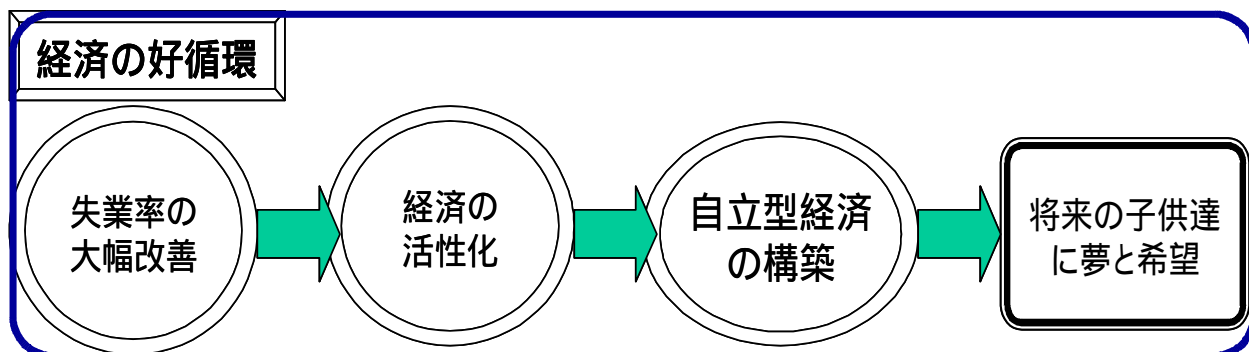 経済の好循環
失業率の
大幅改善
経済の
活性化
自立型経済
の構築
将来の子供達
に夢と希望